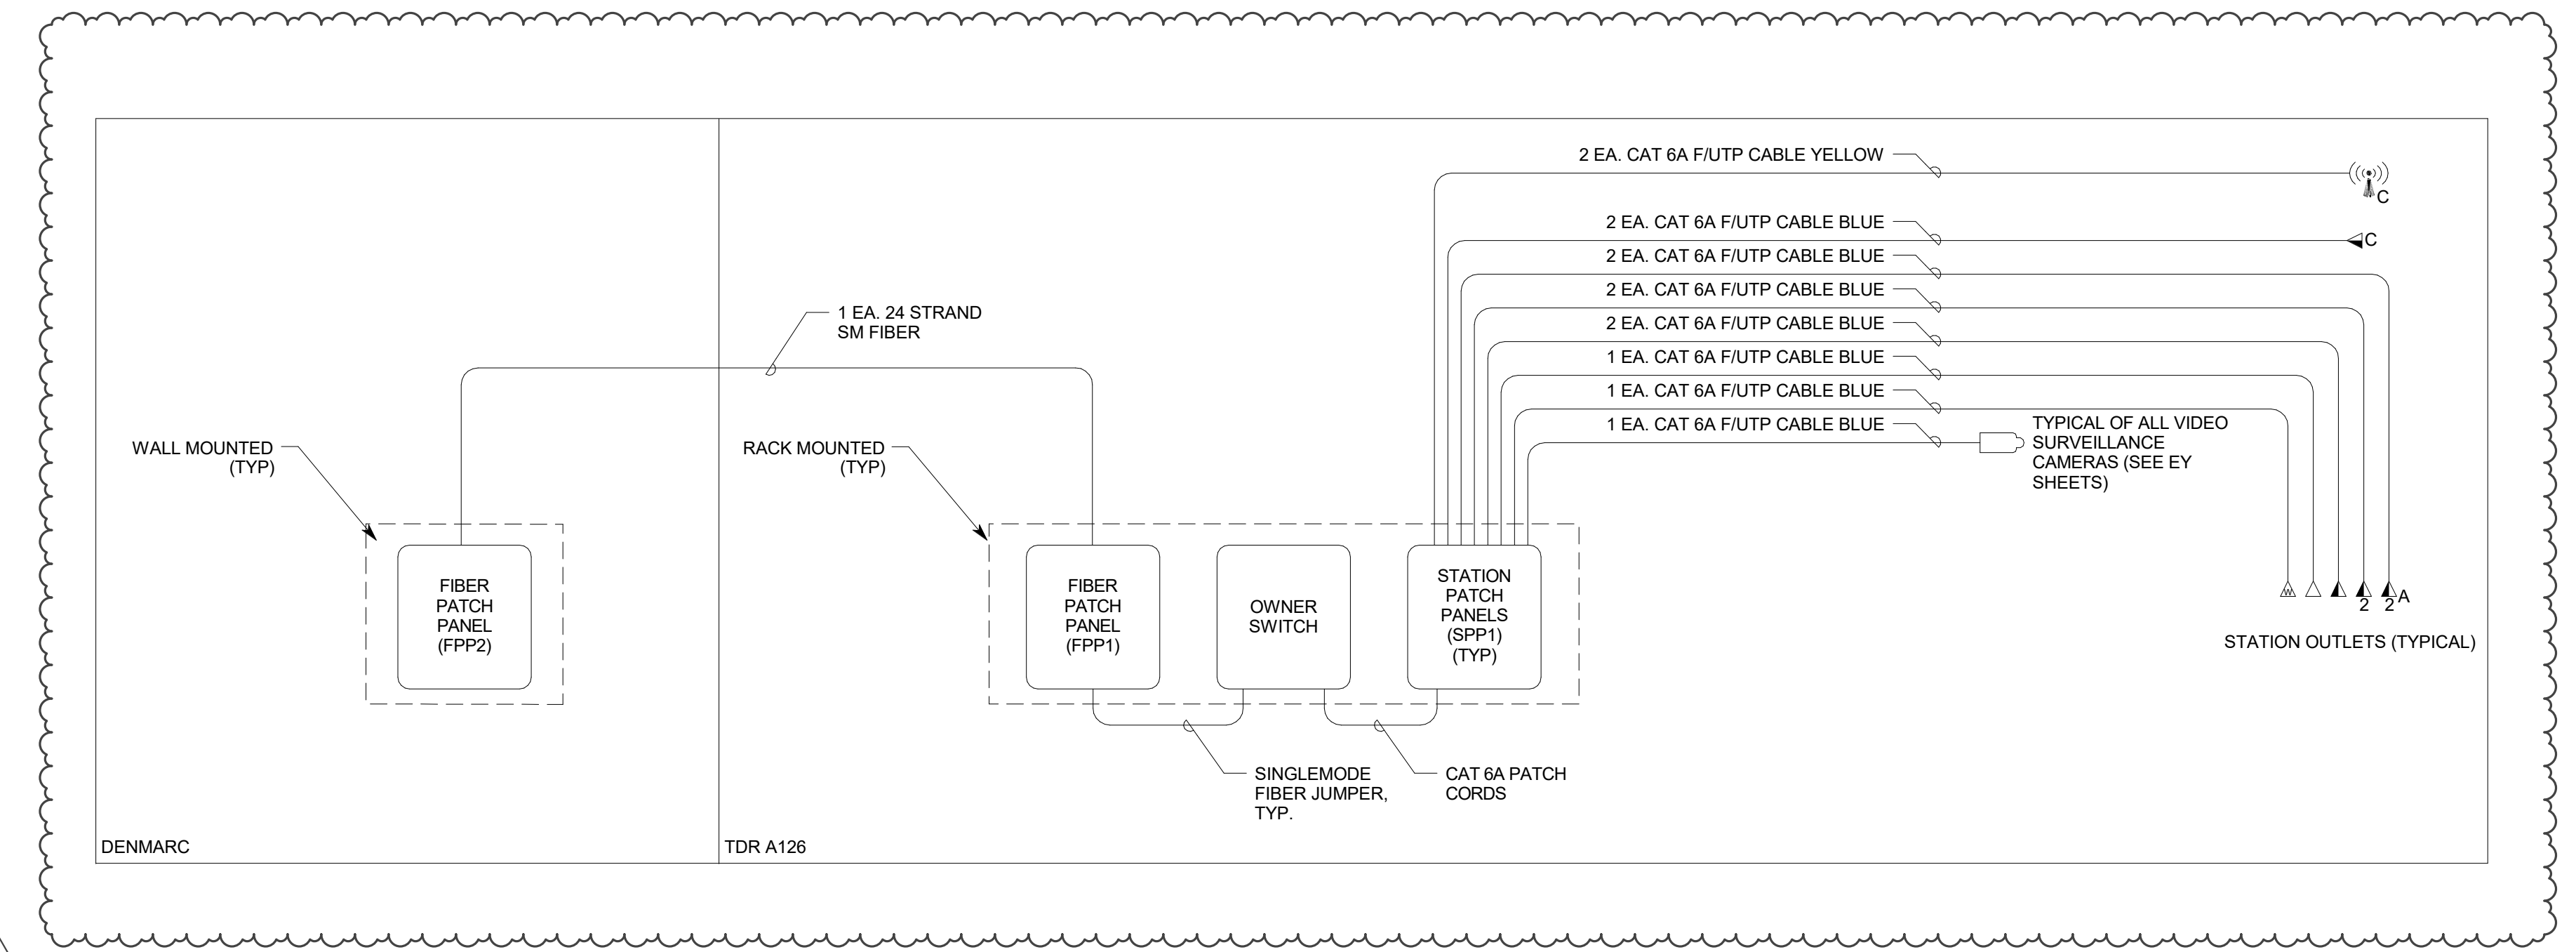 2 EA. CAT 6A F/UTP CABLE YELLOW
C
2 EA. CAT 6A F/UTP CABLE BLUE
C
2 EA. CAT 6A F/UTP CABLE BLUE
2 EA. CAT 6A F/UTP CABLE BLUE
2 EA. CAT 6A F/UTP CABLE BLUE
1 EA. CAT 6A F/UTP CABLE BLUE
1 EA. CAT 6A F/UTP CABLE BLUE
1 EA. CAT 6A F/UTP CABLE BLUE
TYPICAL OF ALL VIDEO
SURVEILLANCE
CAMERAS (SEE EY
SHEETS)
1 EA. 24 STRAND
SM FIBER
WALL MOUNTED
(TYP)
RACK MOUNTED
(TYP)
FIBER
PATCH
PANEL
(FPP2)
FIBER
PATCH
PANEL
(FPP1)
OWNER
SWITCH
STATION
PATCH
PANELS
(SPP1)
(TYP)
W
2
2
A
STATION OUTLETS (TYPICAL)
SINGLEMODE
FIBER JUMPER,
TYP.
CAT 6A PATCH
CORDS
DENMARC
TDR A126